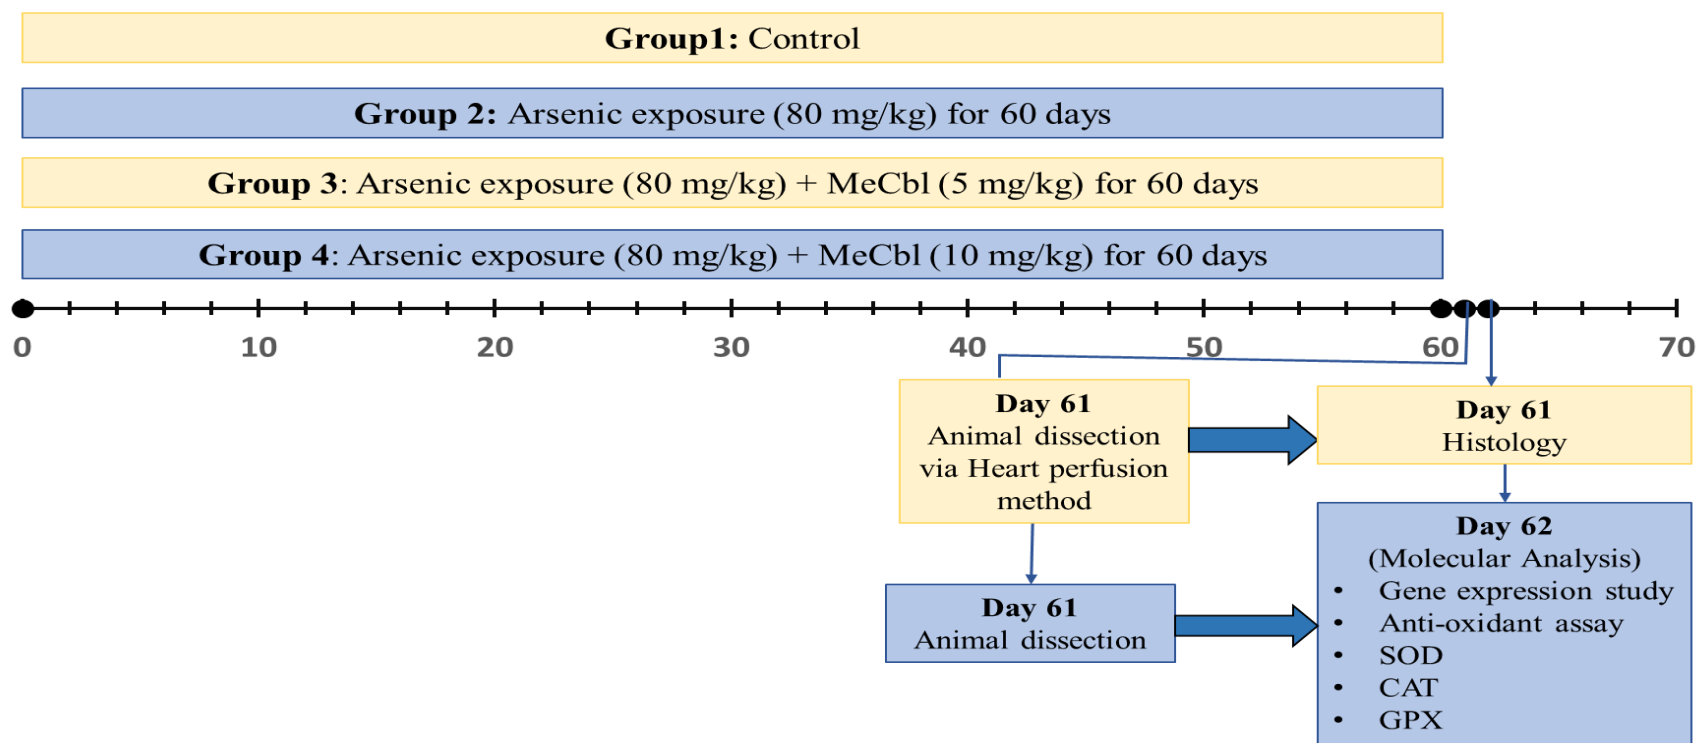 Group1: Control
Group 2: Arsenic exposure (80 mg/kg) for 60 days
Group 3: Arsenic exposure (80 mg/kg) + MeCbl (5 mg/kg) for 60 days
Group 4: Arsenic exposure (80 mg/kg) + MeCbl (10 mg/kg) for 60 days
0 10 20 30 40 50 60 70
Day 61
Animal dissection
via Heart perfusion
method
Day 61
Histology
Day 61
Animal dissection
Day 62
(Molecular Analysis)
• Gene expression study
• Anti-oxidant assay
• SOD
• CAT
• GPX